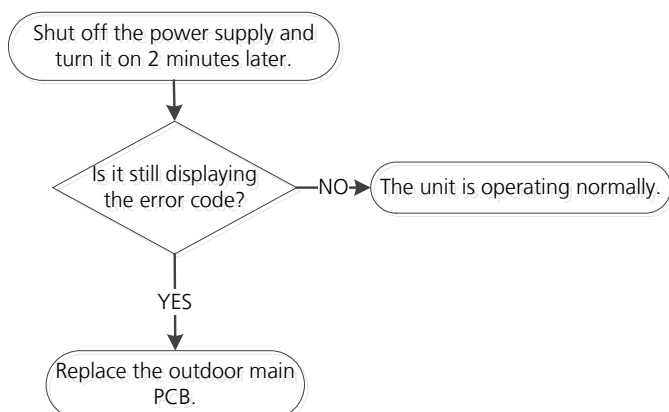 Shut off the power supply and
turn it on 2 minutes later.
Is it still displaying
the error code?
NO
The unit is operating normally.
YES
Replace the outdoor main
PCB.